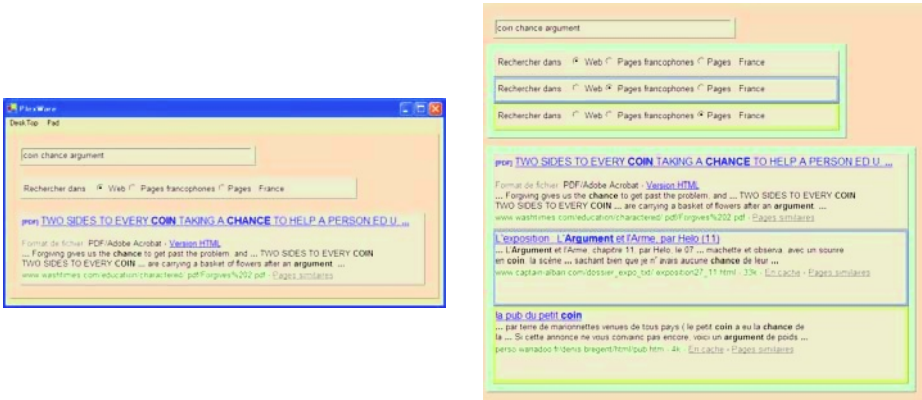 PlexWare
DeskTop Pad
coin chance argument
Rechercher dans Web Pages francophones Pages France
[PDF] TWO SIDES TO EVERY COIN TAKING A CHANCE TO HELP A PERSON ED U ...
Format de fichier PDF/Adobe Acrobat - Version HTML
... Forgiving gives us the chance to get past the problem. and ... TWO SIDES TO EVERY COIN
TWO SIDES TO EVERY COIN ... are carrying a basket of flowers after an argument. ...
www.washtimes.com/education/charactered/ pdf/Forgives%202.pdf - Pages similaires
coin chance argument
Rechercher dans Web Pages francophones Pages France
Rechercher dans Web Pages francophones Pages France
Rechercher dans Web Pages francophones Pages France
[PDF] TWO SIDES TO EVERY COIN TAKING A CHANCE TO HELP A PERSON ED U ...
Format de fichier PDF/Adobe Acrobat - Version HTML
... Forgiving gives us the chance to get past the problem. and ... TWO SIDES TO EVERY COIN
TWO SIDES TO EVERY COIN ... are carrying a basket of flowers after an argument. ...
www.washtimes.com/education/charactered/ pdf/Forgives%202.pdf - Pages similaires
L'exposition : L'Argument et l'Arme, par Helo (11)
... L'Argument et l'Arme, chapitre 11, par Helo, le 07 ... machette et observa, avec un sourire
en coin, la scène ... sachant bien que je n' avais aucune chance de leur ...
www.captain-alban.com/dossier_expo_txt/ exposition27_11.html - 33k - En cache - Pages similaires
la pub du petit coin
... par terre de marionnettes venues de tous pays ( le petit coin a eu la chance de
la ... Si cette annonce ne vous convainc pas encore, voici un argument de poids ...
perso.wanadoo.fr/denis.bregent/html/pub.htm - 4k - En cache - Pages similaires